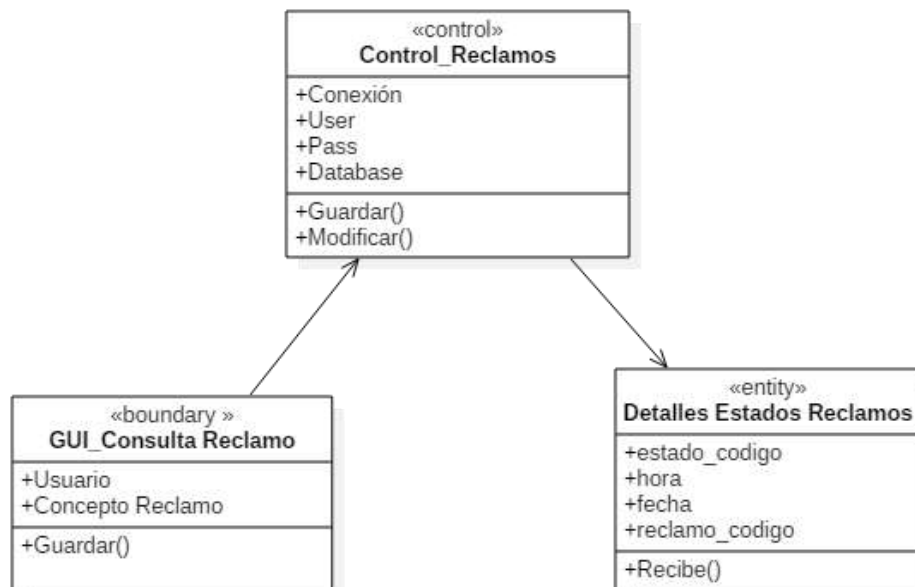 «control»
Control_Reclamos
+Conexión
+User
+Pass
+Database
+Guardar()
+Modificar()
«boundary »
GUI_Consulta Reclamo
+Usuario
+Concepto Reclamo
+Guardar()
«entity»
Detalles Estados Reclamos
+estado_codigo
+hora
+fecha
+reclamo_codigo
+Recibe()